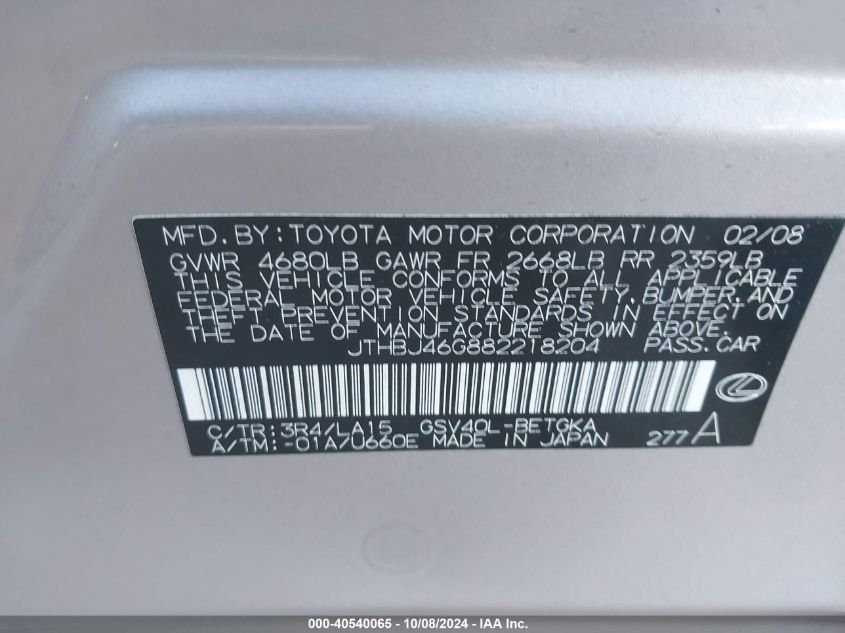 MFD. BY: TOYOTA MOTOR CORPORATION 02/08
GVWR 4680LB GAWR FR 2668LB RR 2359LB
THIS VEHICLE CONFORMS TO ALL APPLICABLE
FEDERAL MOTOR VEHICLE SAFETY, BUMPER, AND
THEFT PREVENTION STANDARDS IN EFFECT ON
THE DATE OF MANUFACTURE SHOWN ABOVE.
JTHBJ46G882218204 PASS. CAR
C/TR: 3R4/LA15 GSV40L-BETGKA
A/TM: -01A/U660E MADE IN JAPAN 277 A
000-40540065 - 10/08/2024 - IAA Inc.